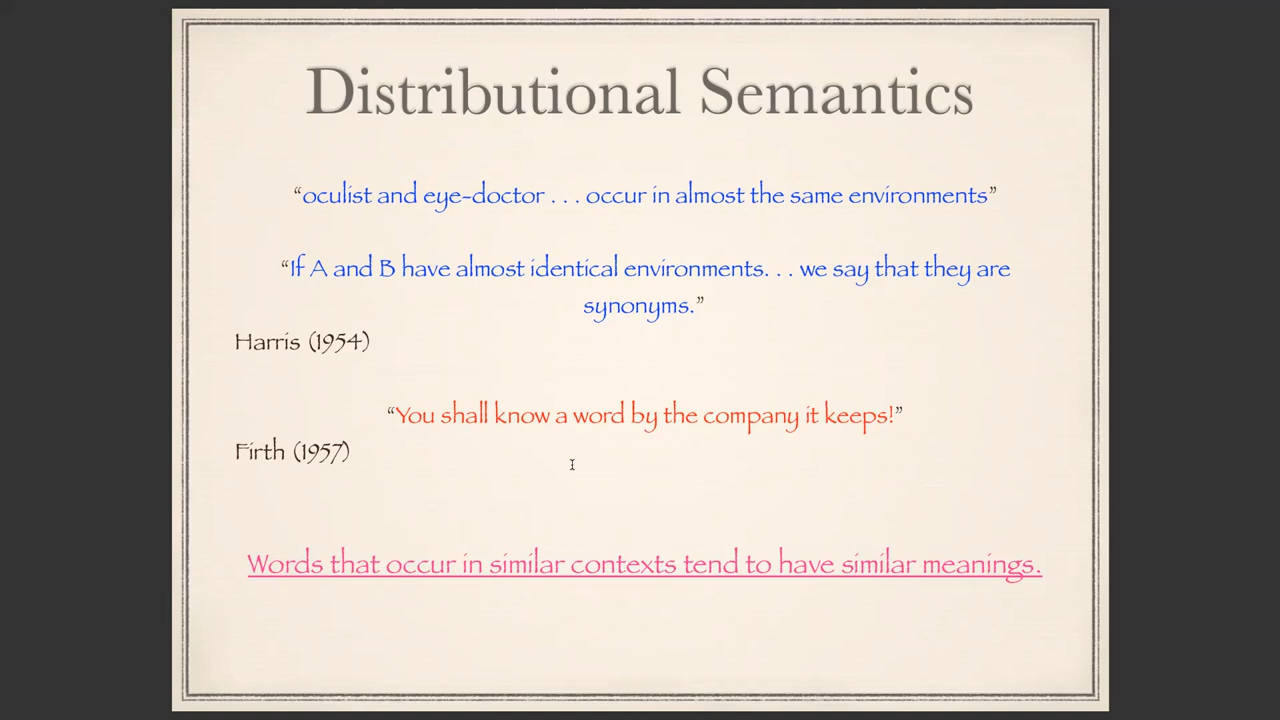 Distributional Semantics
“oculist and eye-doctor . . . occur in almost the same environments”
“If A and B have almost identical environments. . . we say that they are
synonyms.”
Harris (1954)
“You shall know a word by the company it keeps!”
Firth (1957)
Words that occur in similar contexts tend to have similar meanings.